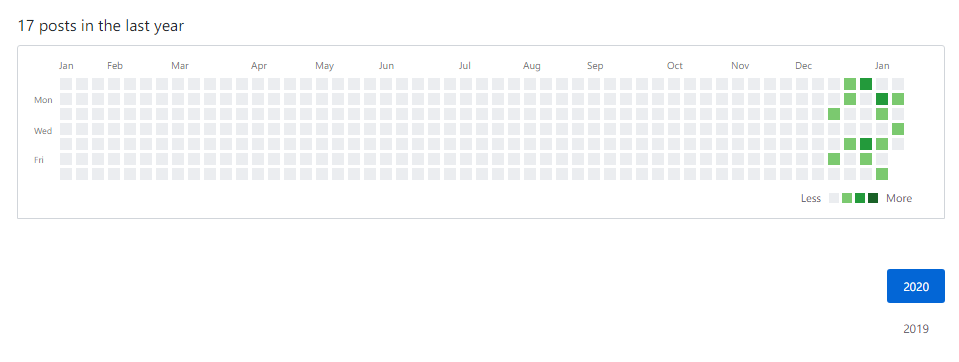 17 posts in the last year
Jan Feb Mar Apr May Jun Jul Aug Sep Oct Nov Dec Jan
Mon
Wed
Fri
Less More
2020
2019